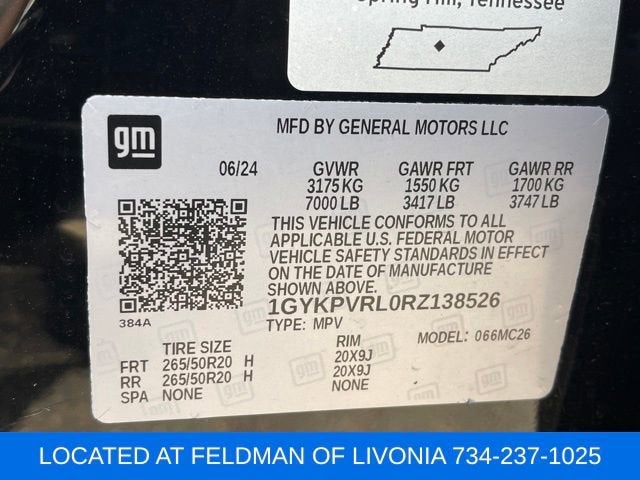 Spring Hill, Tennessee
gm
MFD BY GENERAL MOTORS LLC
06/24 GVWR GAWR FRT GAWR RR
3175 KG 1550 KG 1700 KG
7000 LB 3417 LB 3747 LB
THIS VEHICLE CONFORMS TO ALL
APPLICABLE U.S. FEDERAL MOTOR
VEHICLE SAFETY STANDARDS IN EFFECT
ON THE DATE OF MANUFACTURE
SHOWN ABOVE.
384A
1GYKPVRL0RZ138526
TYPE: MPV MODEL: 066MC26
TIRE SIZE RIM
FRT 265/50R20 H 20X9J
RR 265/50R20 H 20X9J
SPA NONE NONE
LOCATED AT FELDMAN OF LIVONIA 734-237-1025